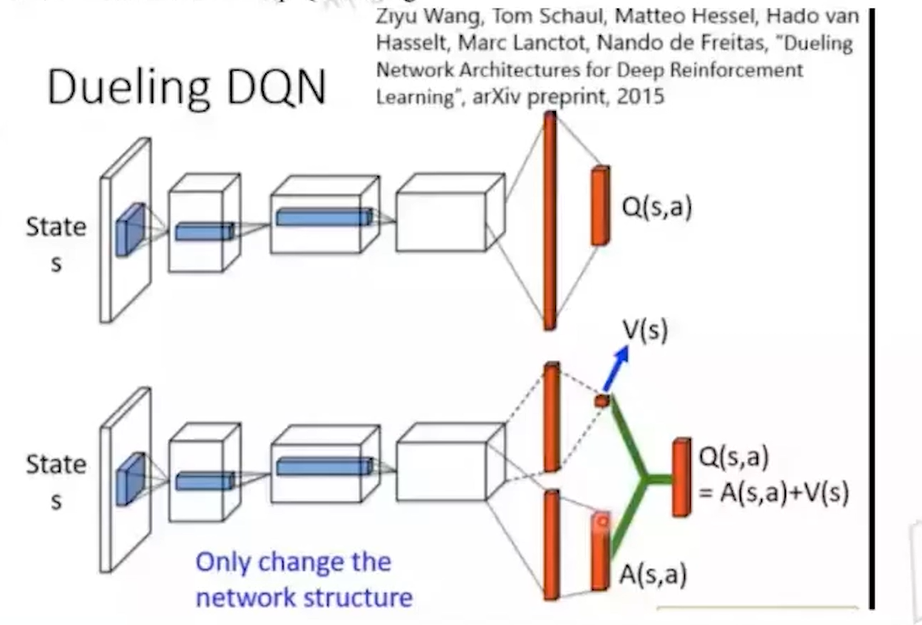 Ziyu Wang, Tom Schaul, Matteo Hessel, Hado van
Hasselt, Marc Lanctot, Nando de Freitas, "Dueling
Network Architectures for Deep Reinforcement
Learning", arXiv preprint, 2015
Dueling DQN
State
s
Q(s,a)
V(s)
State
s
Q(s,a)
= A(s,a)+V(s)
A(s,a)
Only change the
network structure